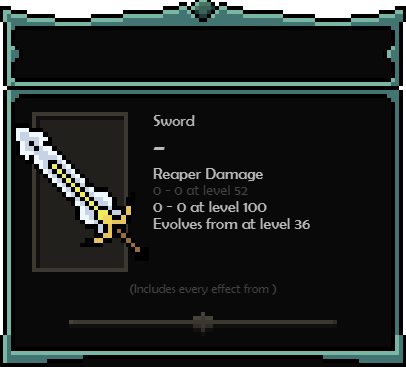 Sword
–
Reaper Damage
0 - 0 at level 52
0 - 0 at level 100
Evolves from at level 36
(Includes every effect from )